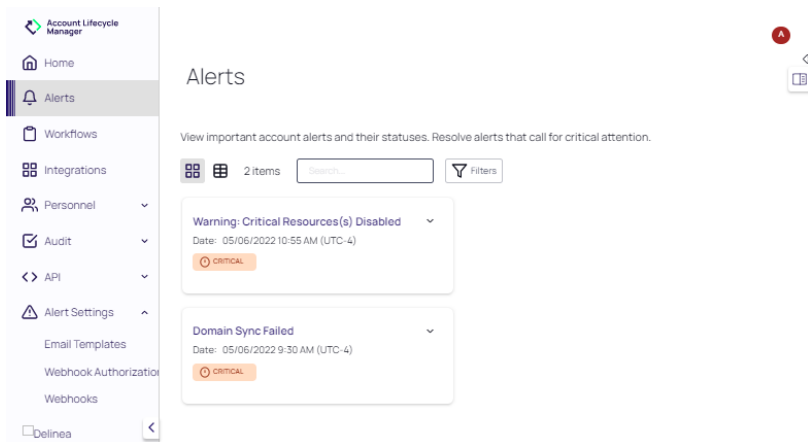 Account Lifecycle
Manager
Home
Alerts
Workflows
Integrations
Personnel
Audit
API
Alert Settings
Email Templates
Webhook Authorization
Webhooks
Delinea
A
Alerts
View important account alerts and their statuses. Resolve alerts that call for critical attention.
2 items
Search...
Filters
Warning: Critical Resources(s) Disabled
Date: 05/06/2022 10:55 AM (UTC-4)
CRITICAL
Domain Sync Failed
Date: 05/06/2022 9:30 AM (UTC-4)
CRITICAL